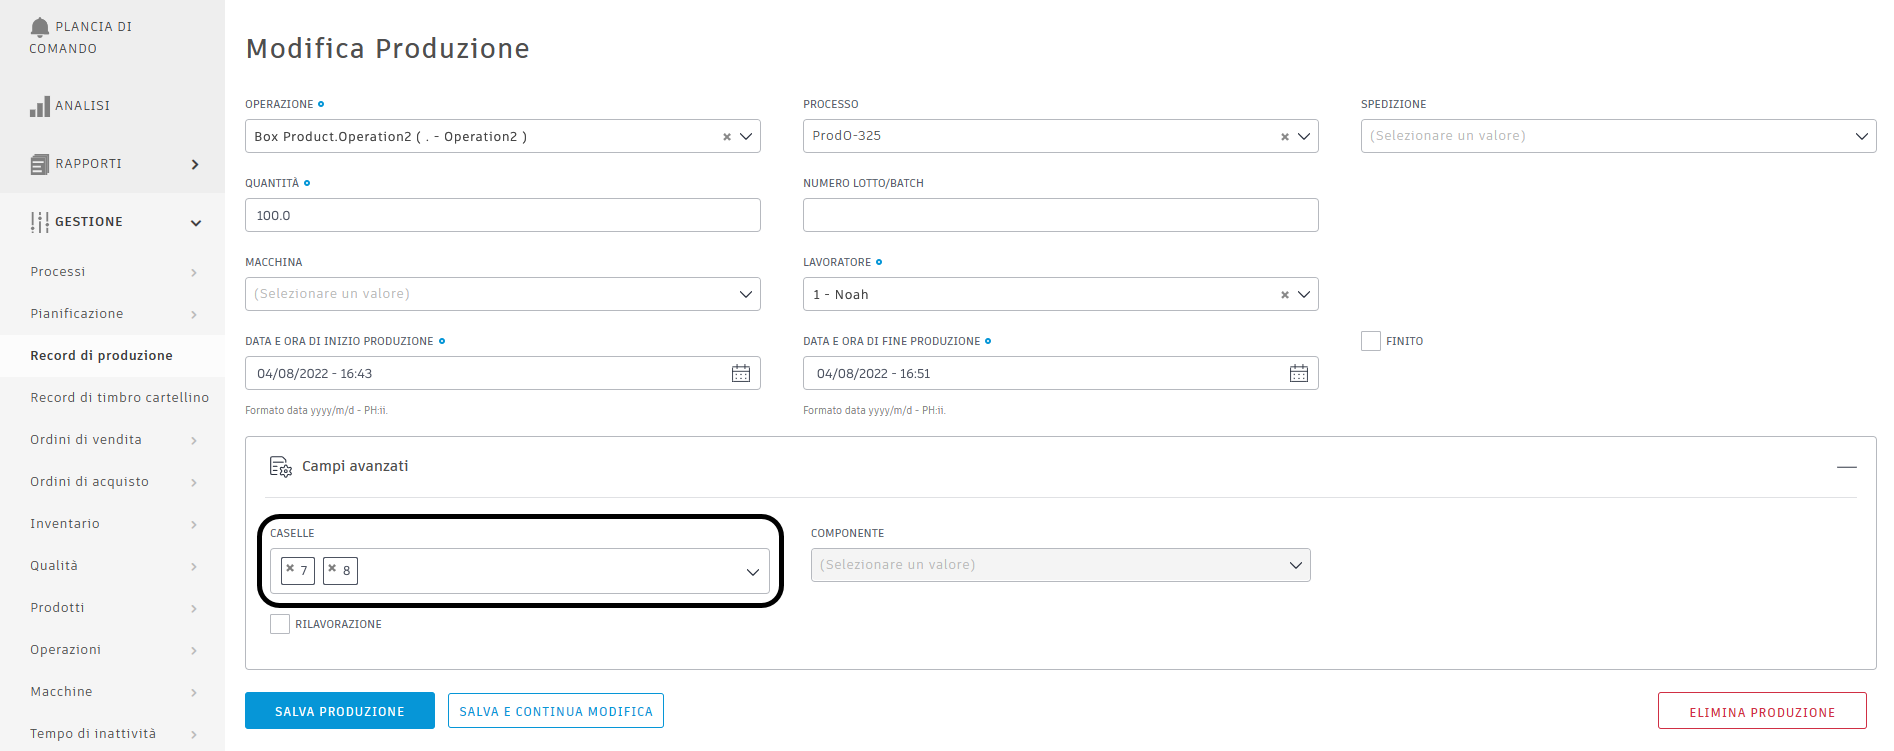 PLANCIA DI
COMANDO
ANALISI
RAPPORTI
GESTIONE
Processi
Pianificazione
Record di produzione
Record di timbro cartellino
Ordini di vendita
Ordini di acquisto
Inventario
Qualità
Prodotti
Operazioni
Macchine
Tempo di inattività
Modifica Produzione
OPERAZIONE
Box Product.Operation2 ( . - Operation2 )
PROCESSO
ProdO-325
SPEDIZIONE
(Selezionare un valore)
QUANTITÀ
100.0
NUMERO LOTTO/BATCH
MACCHINA
(Selezionare un valore)
LAVORATORE
1 - Noah
DATA E ORA DI INIZIO PRODUZIONE
04/08/2022 - 16:43
Formato data yyyy/m/d - PH:ii.
DATA E ORA DI FINE PRODUZIONE
04/08/2022 - 16:51
Formato data yyyy/m/d - PH:ii.
FINITO
Campi avanzati
CASELLE
7 8
COMPONENTE
(Selezionare un valore)
RILAVORAZIONE
SALVA PRODUZIONE
SALVA E CONTINUA MODIFICA
ELIMINA PRODUZIONE